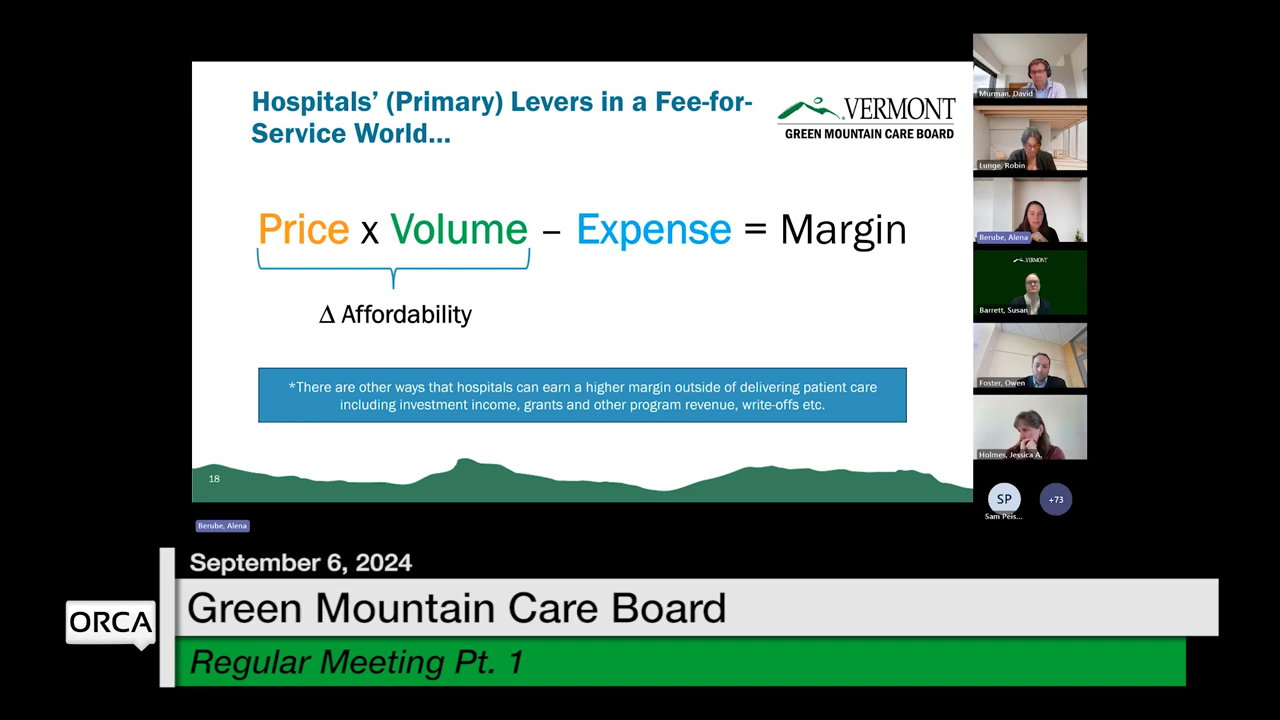 Hospitals’ (Primary) Levers in a Fee-for-
Service World...
VERMONT
GREEN MOUNTAIN CARE BOARD
Price x Volume – Expense = Margin
Δ Affordability
*There are other ways that hospitals can earn a higher margin outside of delivering patient care
including investment income, grants and other program revenue, write-offs etc.
18
Berube, Alena
Murman, David
Lunge, Robin
Berube, Alena
VERMONT
Barrett, Susan
Foster, Owen
Holmes, Jessica A.
SP
+73
Sam Peis...
September 6, 2024
ORCA
Green Mountain Care Board
Regular Meeting Pt. 1